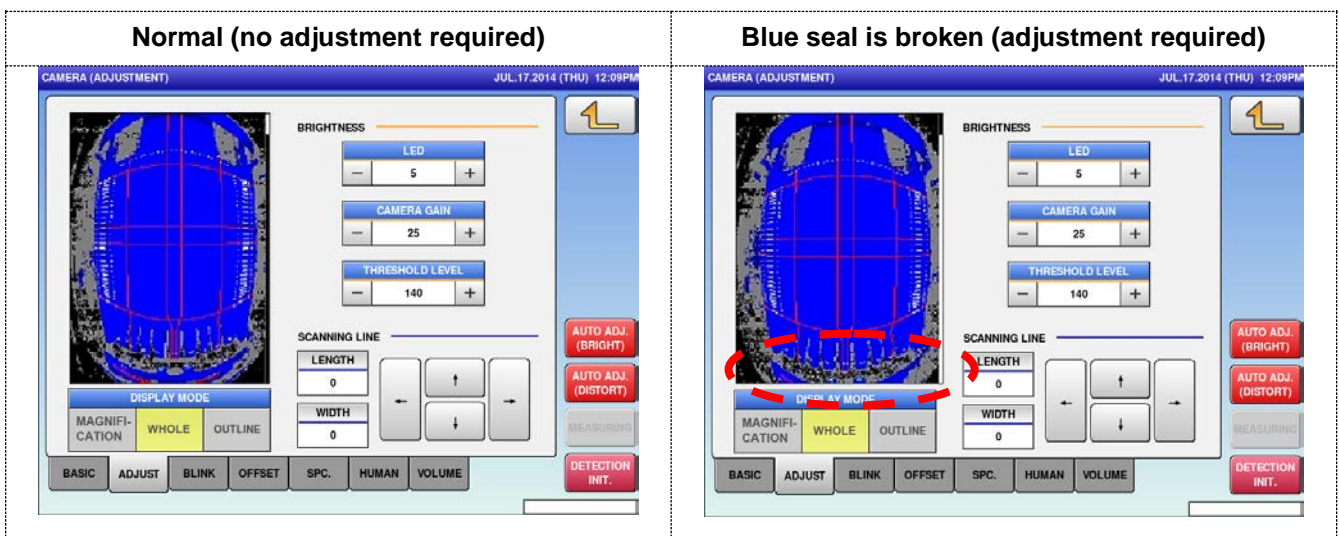 Normal (no adjustment required)
Blue seal is broken (adjustment required)
CAMERA (ADJUSTMENT)
JUL.17.2014 (THU) 12:09PM
BRIGHTNESS
LED
− 5 +
CAMERA GAIN
− 25 +
THRESHOLD LEVEL
− 140 +
SCANNING LINE
LENGTH
0
WIDTH
0
← ↑ ↓ →
DISPLAY MODE
MAGNIFI-
CATION
WHOLE
OUTLINE
AUTO ADJ.
(BRIGHT)
AUTO ADJ.
(DISTORT)
MEASURING
DETECTION
INIT.
BASIC ADJUST BLINK OFFSET SPC. HUMAN VOLUME
CAMERA (ADJUSTMENT)
JUL.17.2014 (THU) 12:09PM
BRIGHTNESS
LED
− 5 +
CAMERA GAIN
− 25 +
THRESHOLD LEVEL
− 140 +
SCANNING LINE
LENGTH
0
WIDTH
0
← ↑ ↓ →
DISPLAY MODE
MAGNIFI-
CATION
WHOLE
OUTLINE
AUTO ADJ.
(BRIGHT)
AUTO ADJ.
(DISTORT)
MEASURING
DETECTION
INIT.
BASIC ADJUST BLINK OFFSET SPC. HUMAN VOLUME